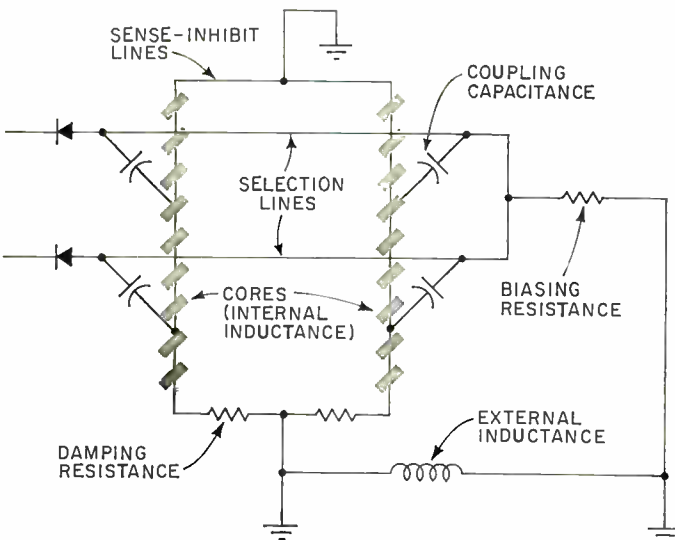 SENSE-INHIBIT
LINES
COUPLING
CAPACITANCE
SELECTION
LINES
CORES
(INTERNAL
INDUCTANCE)
BIASING
RESISTANCE
EXTERNAL
INDUCTANCE
DAMPING
RESISTANCE